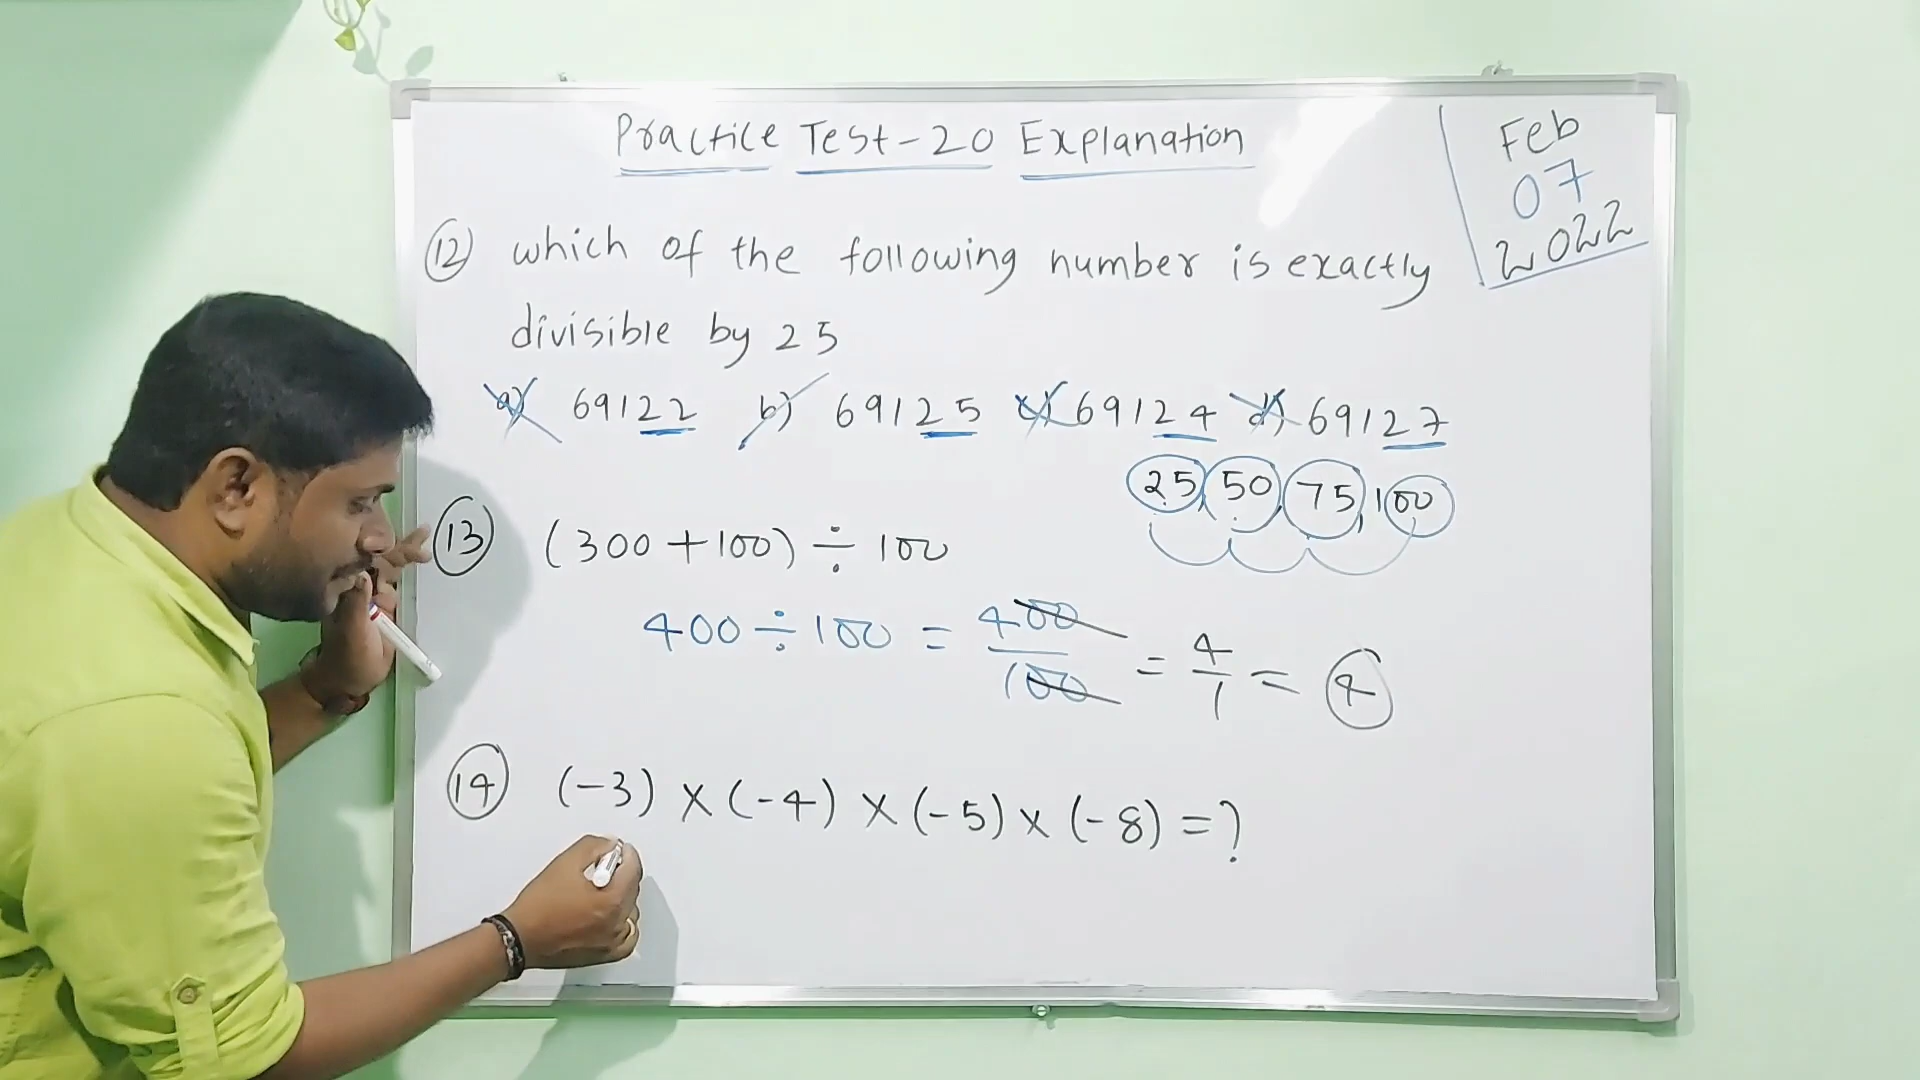 Practice Test-20 Explanation
Feb
07
2022
12 which of the following number is exactly
divisible by 25
a) 69122 b) 69125 c) 69124 d) 69127
25, 50, 75, 100
13 (300+100) ÷ 100
400 ÷ 100 = 400/100 = 4/1 = 4
14 (-3) × (-4) × (-5) × (-8) = ?